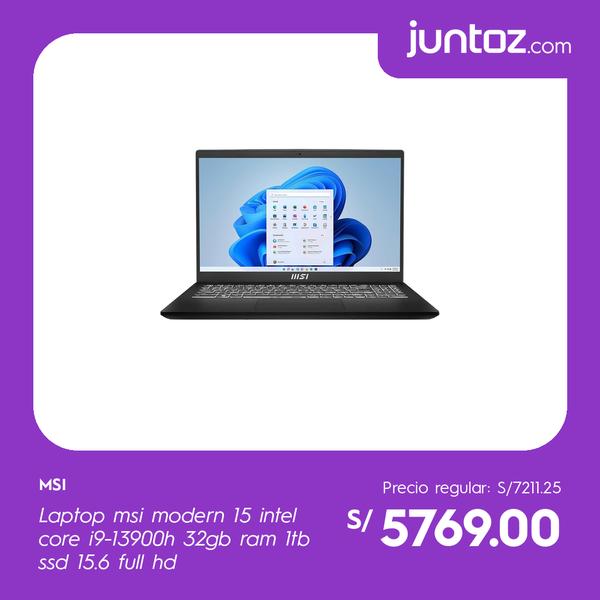 juntoz.com
msi
MSI
Laptop msi modern 15 intel
core i9-13900h 32gb ram 1tb
ssd 15.6 full hd
Precio regular: S/7211.25
S/ 5769.00